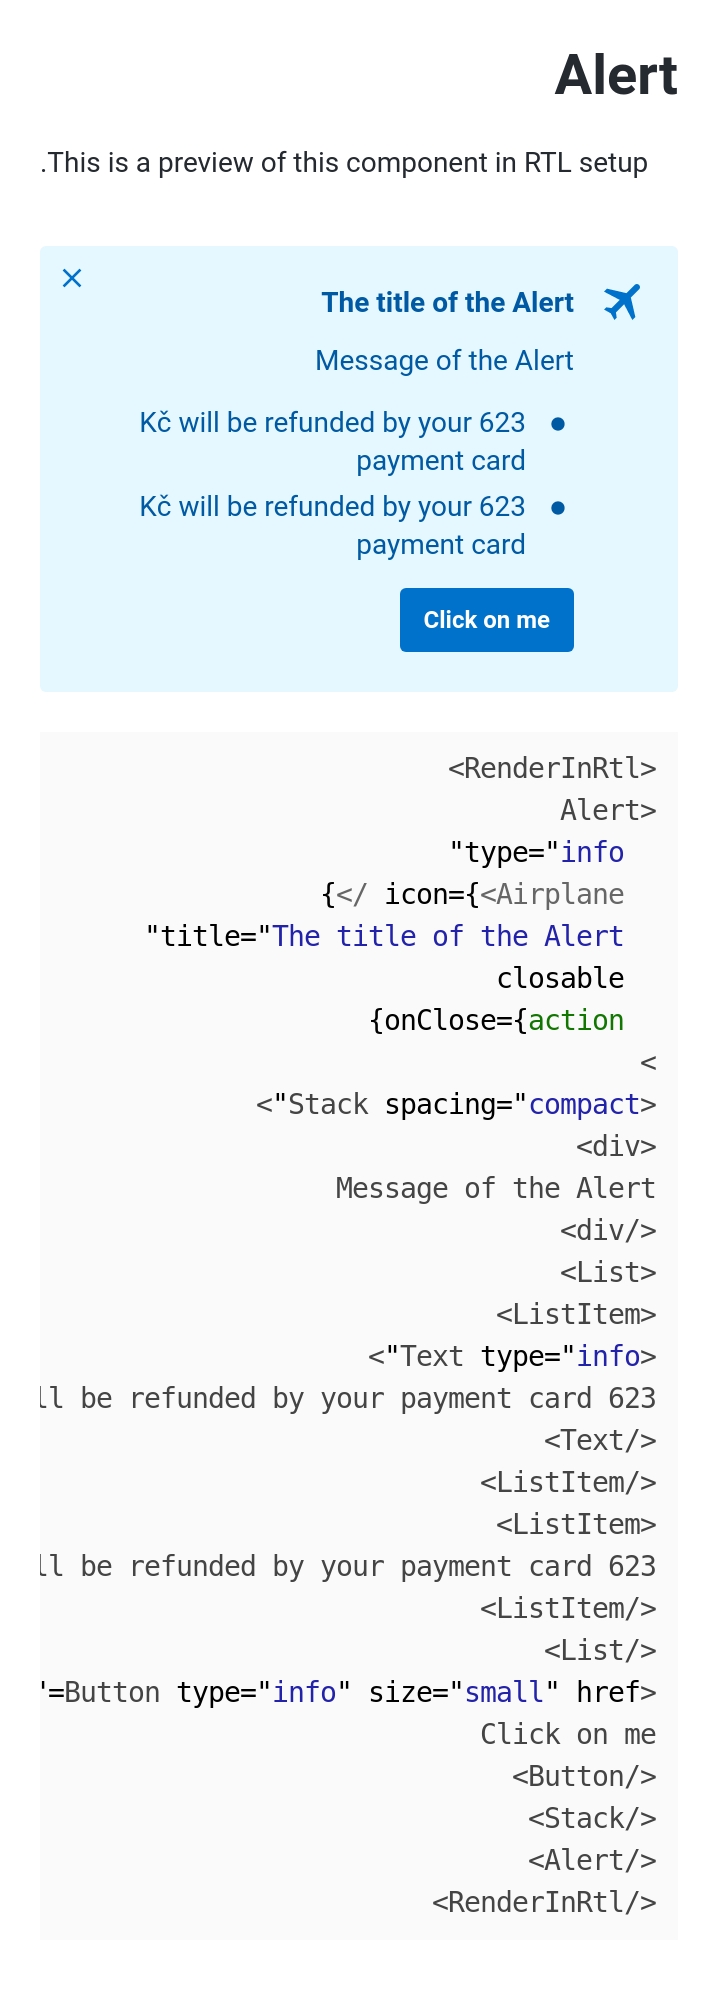 Alert
.This is a preview of this component in RTL setup
The title of the Alert
Message of the Alert
Kč will be refunded by your 623
payment card
Kč will be refunded by your 623
payment card
Click on me
<RenderInRtl>
Alert>
"type="info
{</ icon={<Airplane
"title="The title of the Alert
closable
{onClose={action
<
<"Stack spacing="compact>
<div>
Message of the Alert
<div/>
<List>
<ListItem>
<"Text type="info>
be refunded by your payment card 623
<Text/>
<ListItem/>
<ListItem>
be refunded by your payment card 623
<ListItem/>
<List/>
=Button type="info" size="small" href>
Click on me
<Button/>
<Stack/>
<Alert/>
<RenderInRtl/>